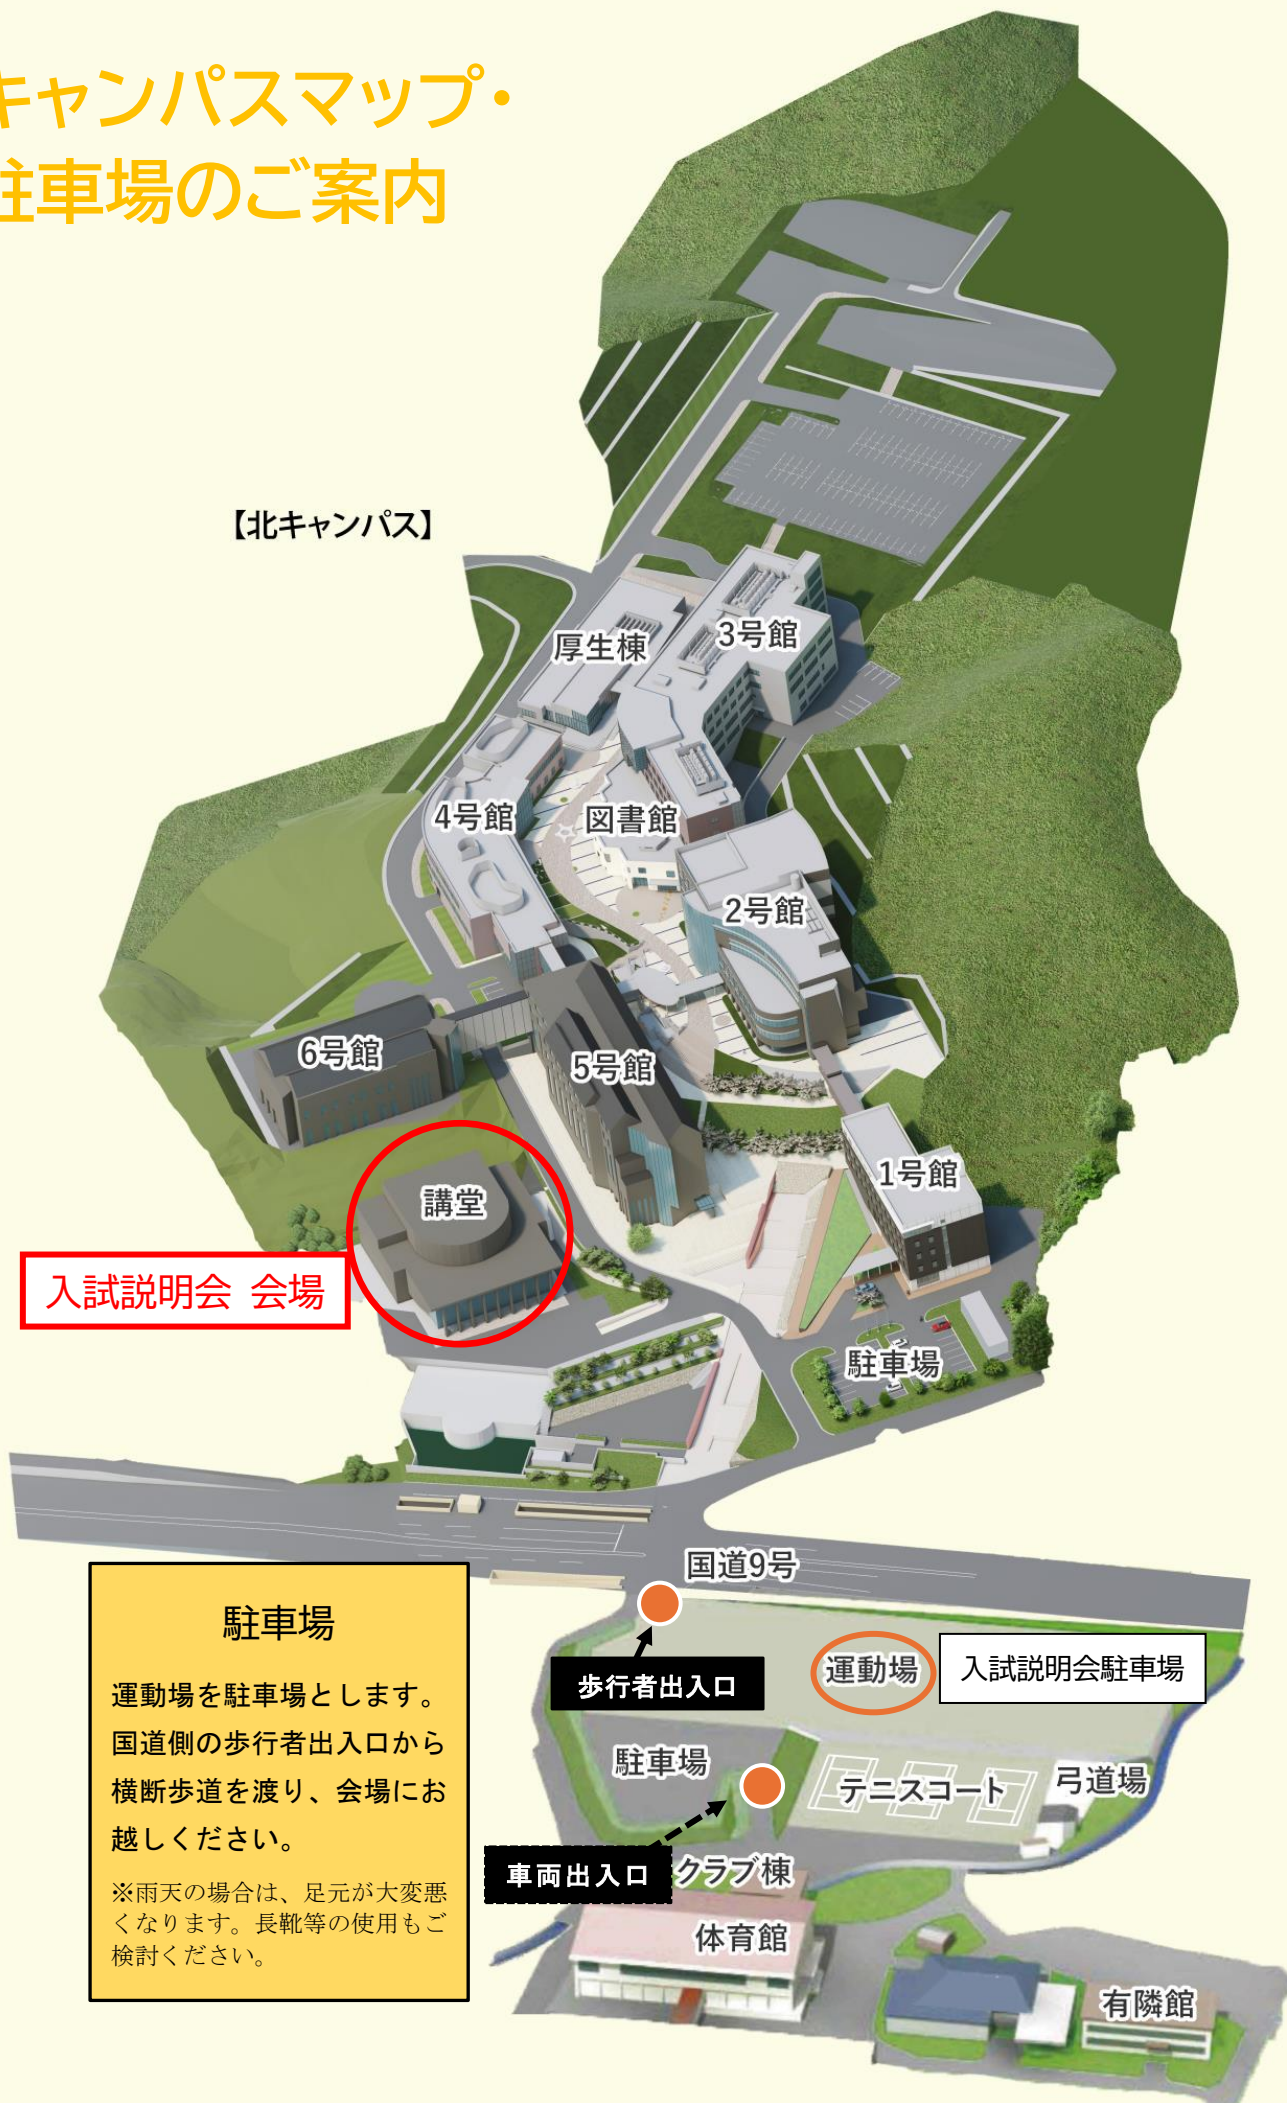 キャンパスマップ・
駐車場のご案内
【北キャンパス】
厚生棟
3号館
4号館
図書館
2号館
6号館
5号館
1号館
講堂
入試説明会 会場
駐車場
国道9号
歩行者出入口
運動場
入試説明会駐車場
駐車場
テニスコート
弓道場
車両出入口
クラブ棟
体育館
有隣館
駐車場
運動場を駐車場とします。
国道側の歩行者出入口から
横断歩道を渡り、会場にお
越しください。
※雨天の場合は、足元が大変悪
くなります。長靴等の使用もご
検討ください。